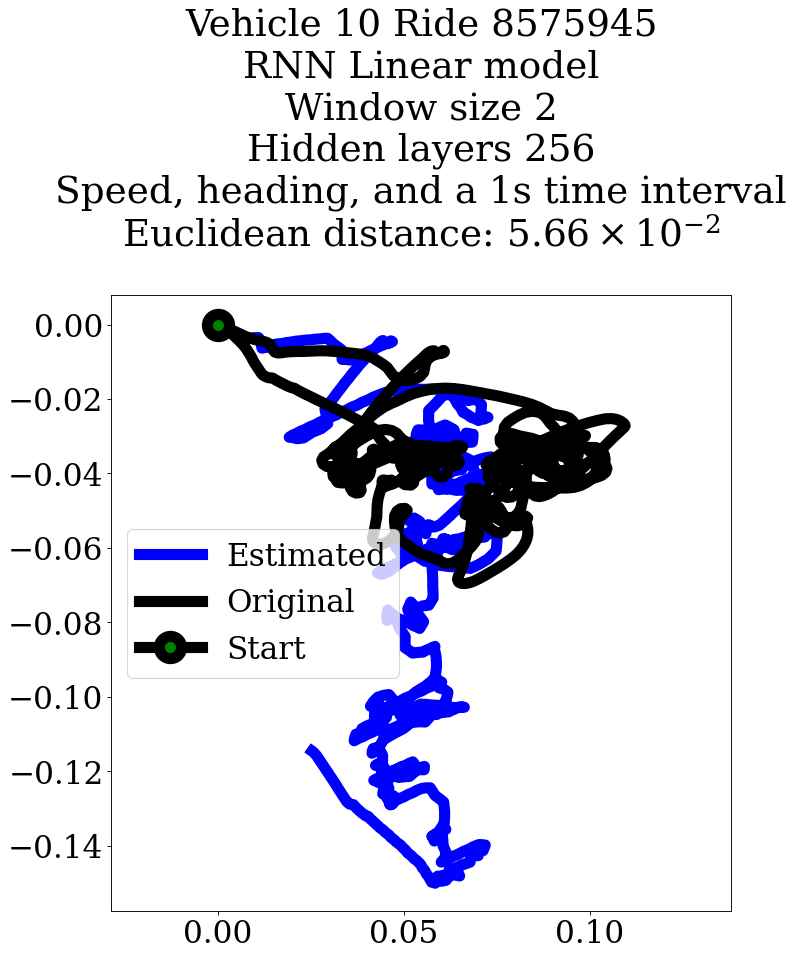 Vehicle 10 Ride 8575945
RNN Linear model
Window size 2
Hidden layers 256
Speed, heading, and a 1s time interval
Euclidean distance: 5.66 × 10⁻²
0.00
−0.02
−0.04
−0.06
−0.08
−0.10
−0.12
−0.14
Estimated
Original
Start
0.00 0.05 0.10